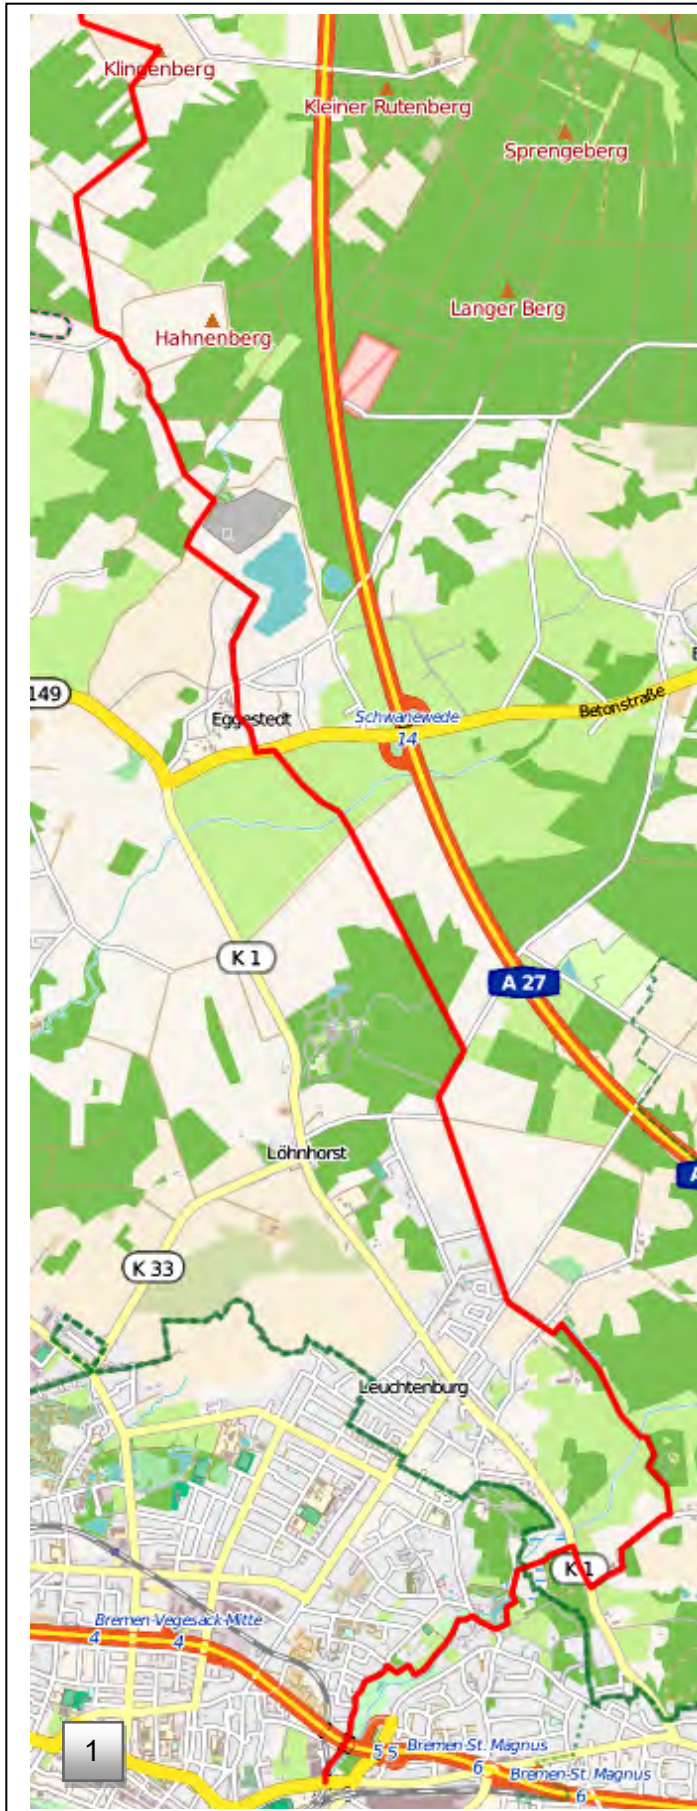 Klingenberg
Kleiner Rutenberg
Sprengeberg
Langer Berg
Hahnenberg
149
Eggestedt
Schwanewede
14
Betonstraße
K 1
A 27
Löhnhorst
K 33
Leuchtenburg
K 1
Bremen-Vegesack-Mitte
4
4
1
5 5
Bremen-St. Magnus
6
Bremen-St. Magnus
6